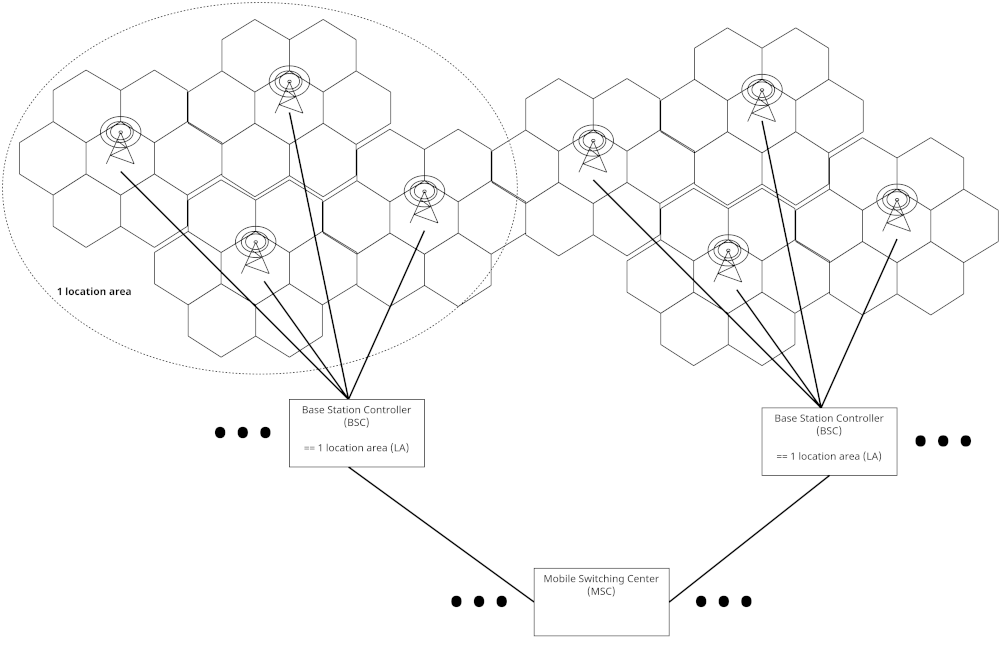 1 location area
Base Station Controller
(BSC)
== 1 location area (LA)
Base Station Controller
(BSC)
== 1 location area (LA)
Mobile Switching Center
(MSC)